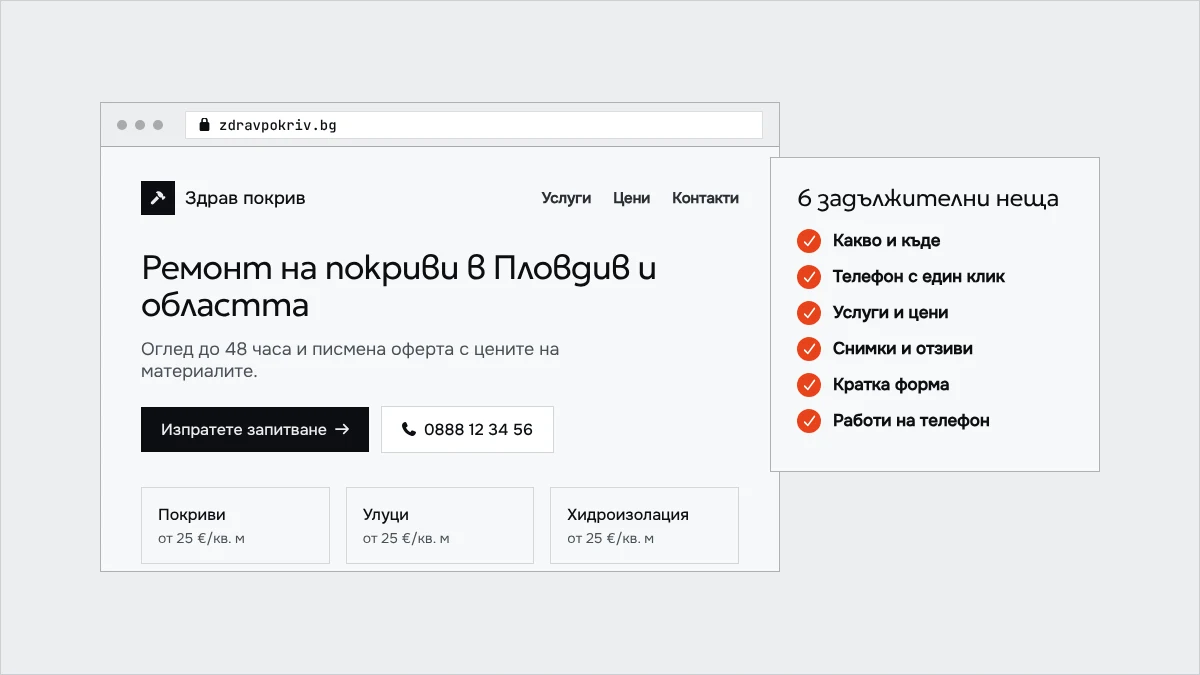 zdravpokriv.bg
Здрав покрив
Услуги Цени Контакти
Ремонт на покриви в Пловдив и
областта
Оглед до 48 часа и писмена оферта с цените на
материалите.
Изпратете запитване →
0888 12 34 56
Покриви
от 25 €/кв. м
Улуци
от 25 €/кв. м
Хидроизолация
от 25 €/кв. м
6 задължителни неща
Какво и къде
Телефон с един клик
Услуги и цени
Снимки и отзиви
Кратка форма
Работи на телефон